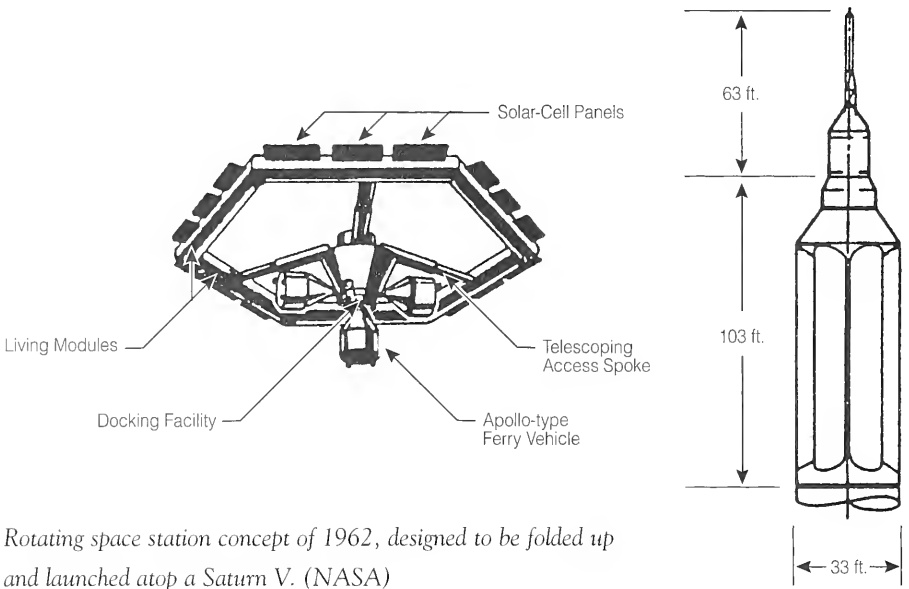 Solar-Cell Panels
63 ft.
103 ft.
Living Modules
Telescoping
Access Spoke
Docking Facility
Apollo-type
Ferry Vehicle
Rotating space station concept of 1962, designed to be folded up
and launched atop a Saturn V. (NASA)
33 ft.